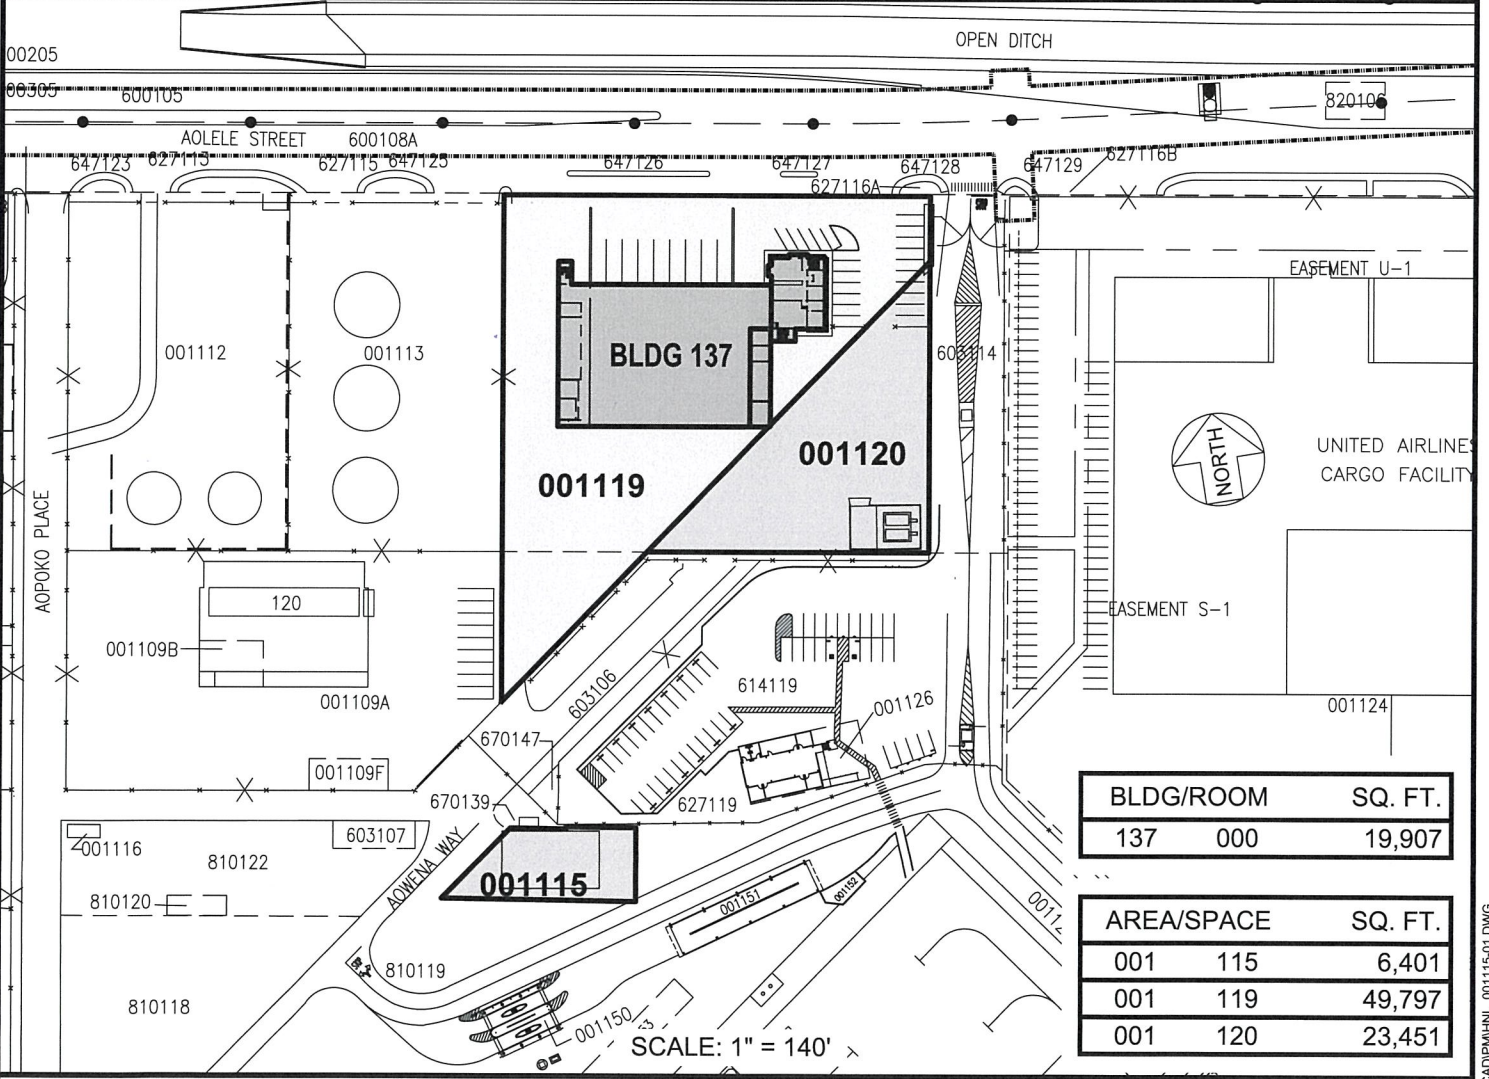 OPEN DITCH
00205
00305
600105
820106
AOLELE STREET
600108A
647123
627113
627115
647125
647126
647127
647128
647129
627116B
627116A
EASEMENT U-1
001112
001113
BLDG 137
603114
001120
001119
NORTH
UNITED AIRLINES
CARGO FACILITY
AOPOKO PLACE
120
001109B
001109A
EASEMENT S-1
603106
614119
001126
001124
670147
001109F
670139
627119
603107
001116
810122
AOWENA WAY
001115
810120
001151
001152
810119
810118
001150
SCALE: 1" = 140'
BLDG/ROOM SQ. FT.
137 000 19,907
AREA/SPACE SQ. FT.
001 115 6,401
001 119 49,797
001 120 23,451